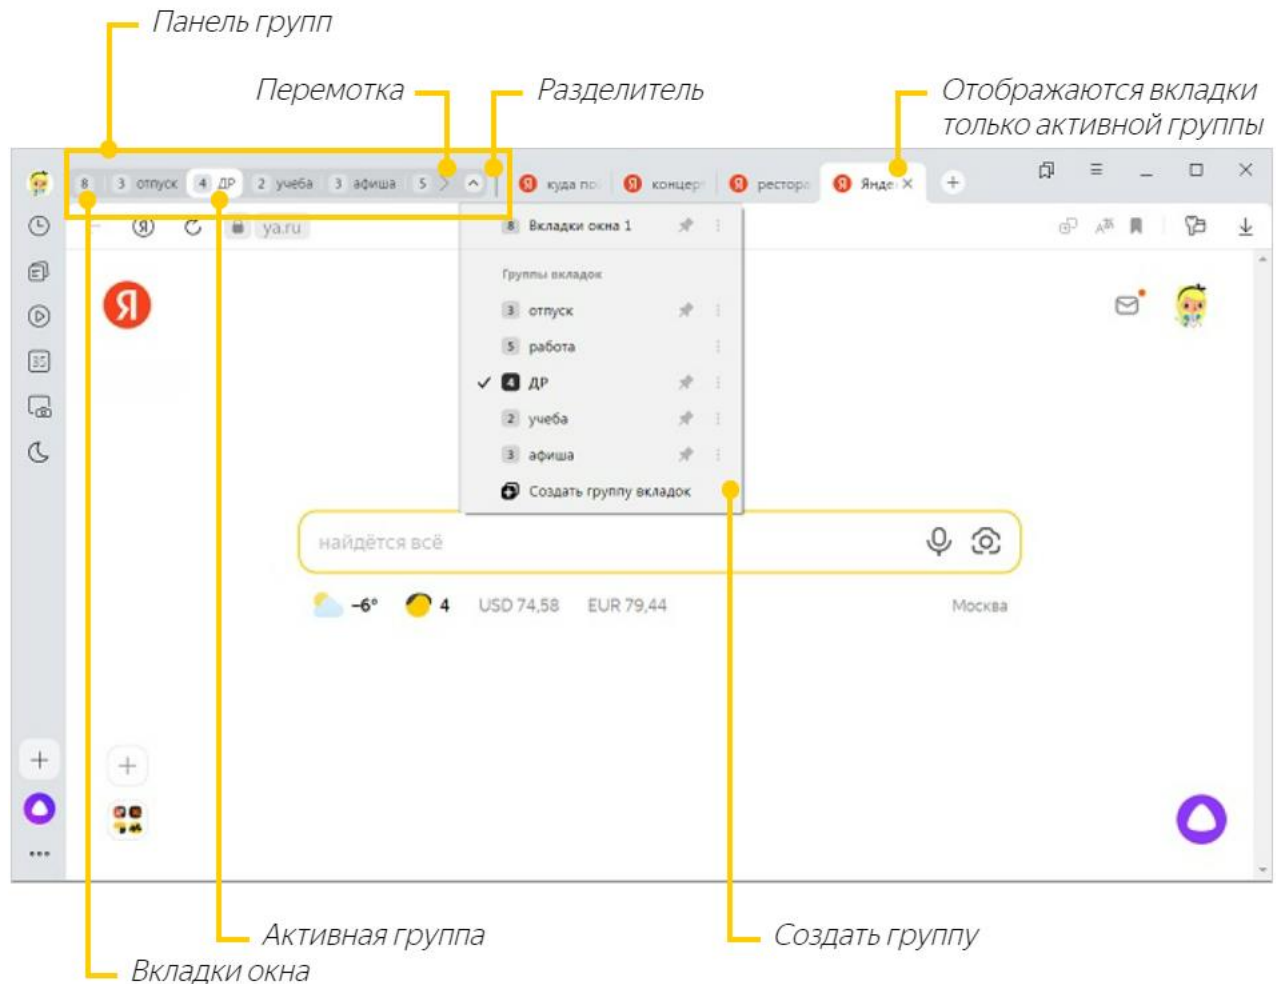 Панель групп
Перемотка
Разделитель
Отображаются вкладки
только активной группы
8 3 отпуск 4 ДР 2 учеба 3 афиша 5
Я куда по Я концер Я рестора Я Янде
Я ya.ru
8 Вкладки окна 1
Группы вкладок
3 отпуск
5 работа
4 ДР
2 учеба
3 афиша
Создать группу вкладок
Я
35
найдётся всё
-6° 4 USD 74,58 EUR 79,44 Москва
Активная группа
Создать группу
Вкладки окна